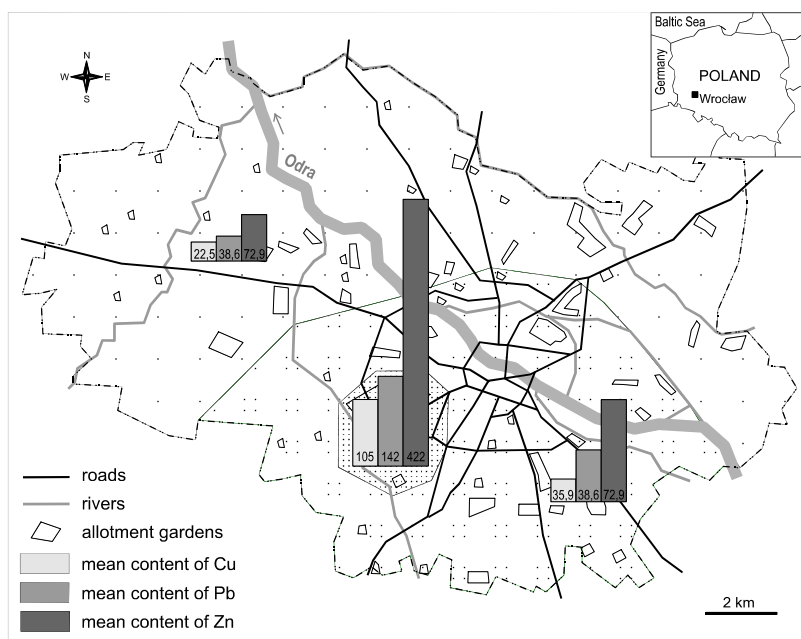 N
W E
S
Baltic Sea
Germany
POLAND
Wrocław
Odra
22,5 38,6 72,9
105 142 422
35,9 38,6 72,9
roads
rivers
allotment gardens
mean content of Cu
mean content of Pb
mean content of Zn
2 km